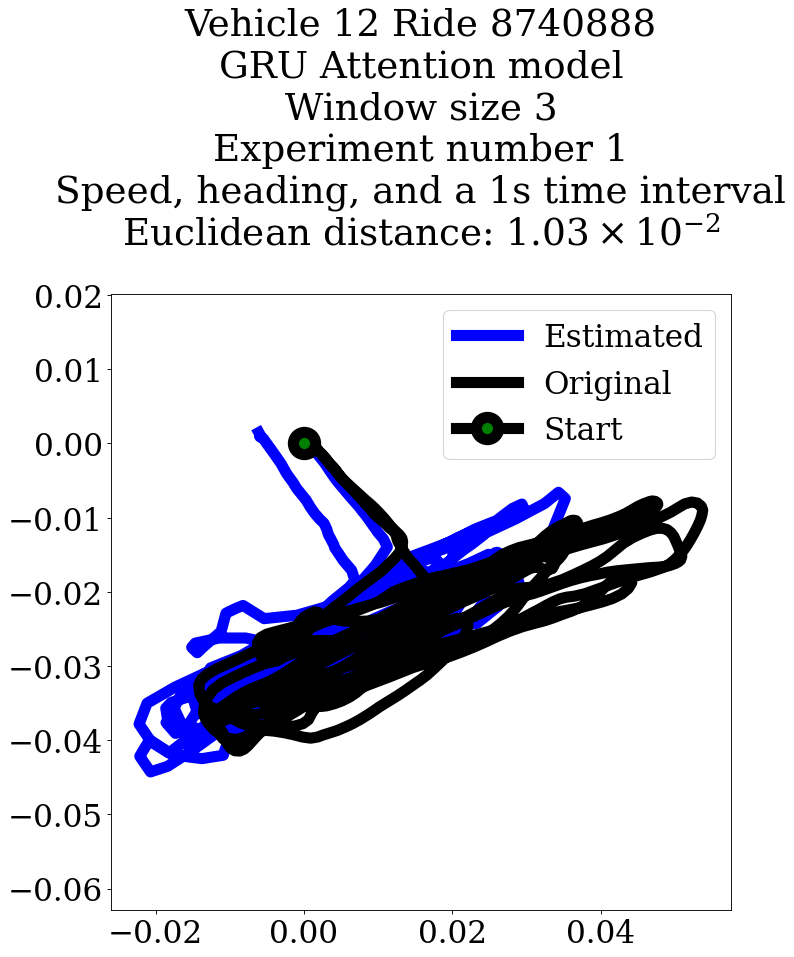 Vehicle 12 Ride 8740888
GRU Attention model
Window size 3
Experiment number 1
Speed, heading, and a 1s time interval
Euclidean distance: 1.03 × 10⁻²
0.02
0.01
0.00
−0.01
−0.02
−0.03
−0.04
−0.05
−0.06
Estimated
Original
Start
−0.02 0.00 0.02 0.04